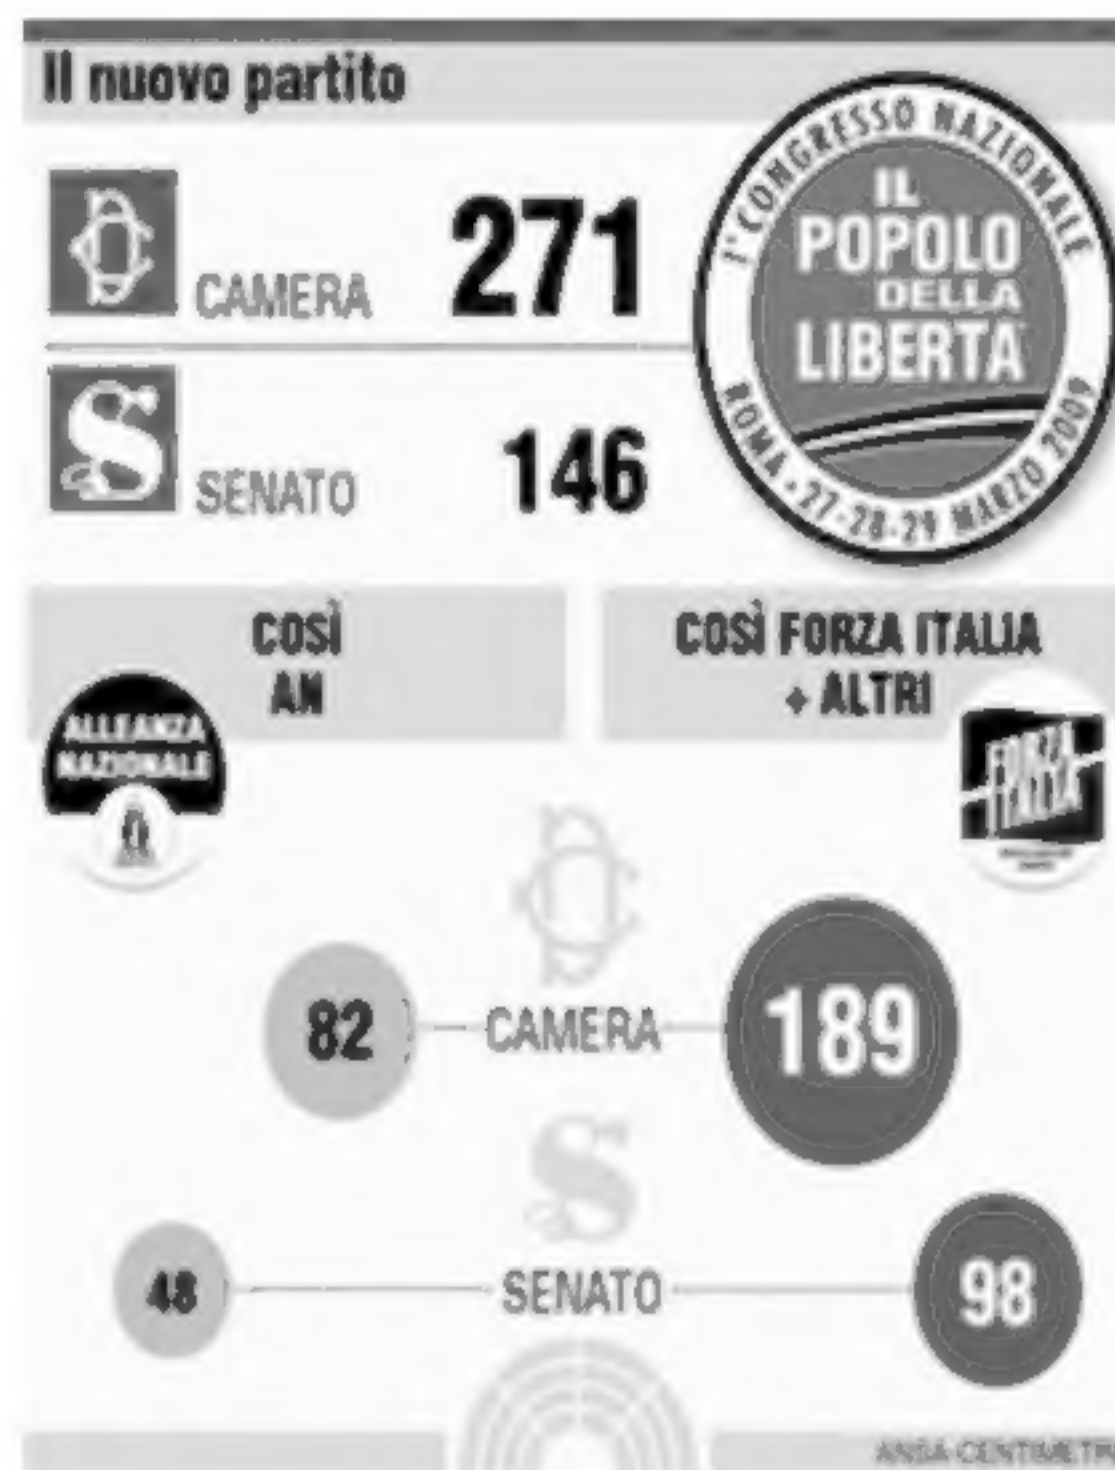 Il nuovo partito
CAMERA 271
SENATO 146
1° CONGRESSO NAZIONALE
IL
POPOLO
DELLA
LIBERTÀ
ROMA - 27-28-29 MARZO 2009
COSÌ
AN
COSÌ FORZA ITALIA
+ ALTRI
ALLEANZA
NAZIONALE
FORZA
ITALIA
82 CAMERA 189
48 SENATO 98
ANSA-CENTIMETRI